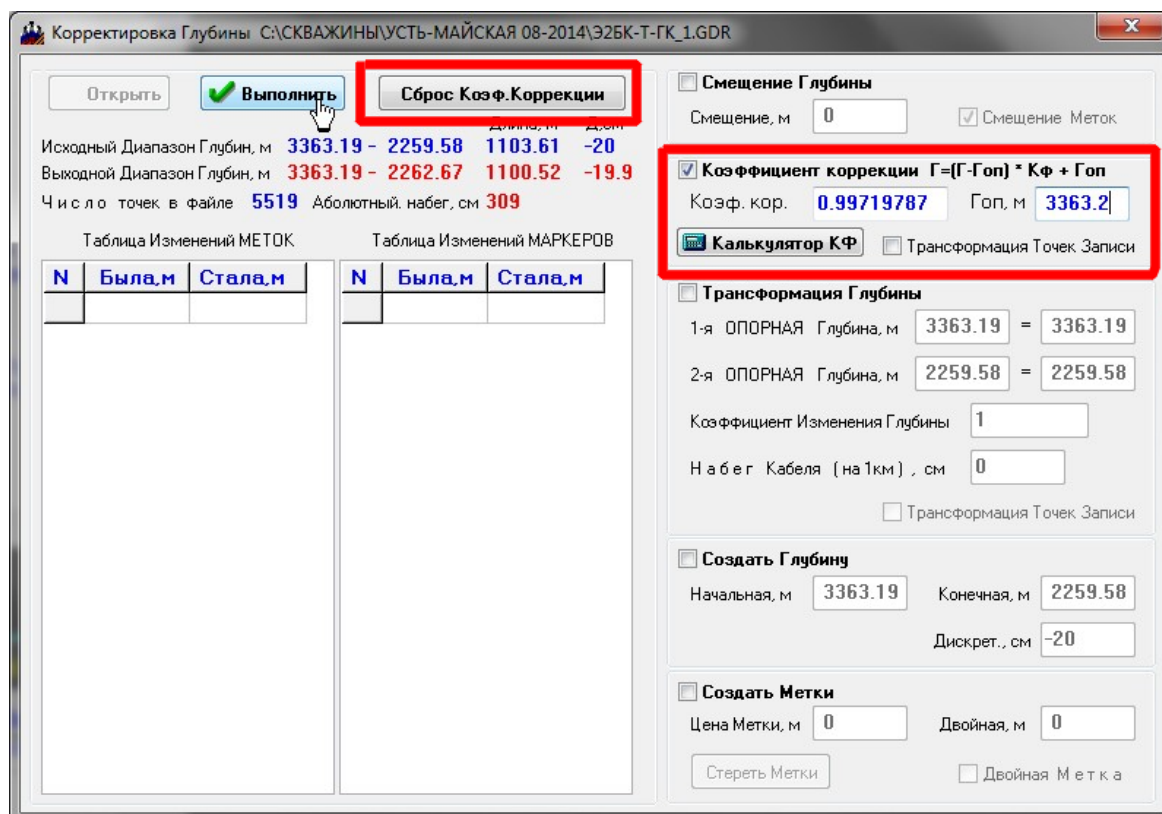 Корректировка Глубины C:\СКВАЖИНЫ\УСТЬ-МАЙСКАЯ 08-2014\Э2БК-Т-ГК_1.GDR
Открыть
Выполнить
Сброс Коэф.Коррекции
Длина, м Д,см
Исходный Диапазон Глубин, м 3363.19 - 2259.58 1103.61 -20
Выходной Диапазон Глубин, м 3363.19 - 2262.67 1100.52 -19.9
Число точек в файле 5519 Аболютный. набег, см 309
Таблица Изменений МЕТОК
N Была,м Стала,м
Таблица Изменений МАРКЕРОВ
N Была,м Стала,м
Смещение Глубины
Смещение, м 0 Смещение Меток
Коэффициент коррекции Г=(Г-Гоп) * Кф + Гоп
Коэф. кор. 0.99719787 Гоп, м 3363.2
Калькулятор КФ Трансформация Точек Записи
Трансформация Глубины
1-я ОПОРНАЯ Глубина, м 3363.19 = 3363.19
2-я ОПОРНАЯ Глубина, м 2259.58 = 2259.58
Коэффициент Изменения Глубины 1
Набег Кабеля (на 1км) , см 0
Трансформация Точек Записи
Создать Глубину
Начальная, м 3363.19 Конечная, м 2259.58
Дискрет., см -20
Создать Метки
Цена Метки, м 0 Двойная, м 0
Стереть Метки Двойная Метка